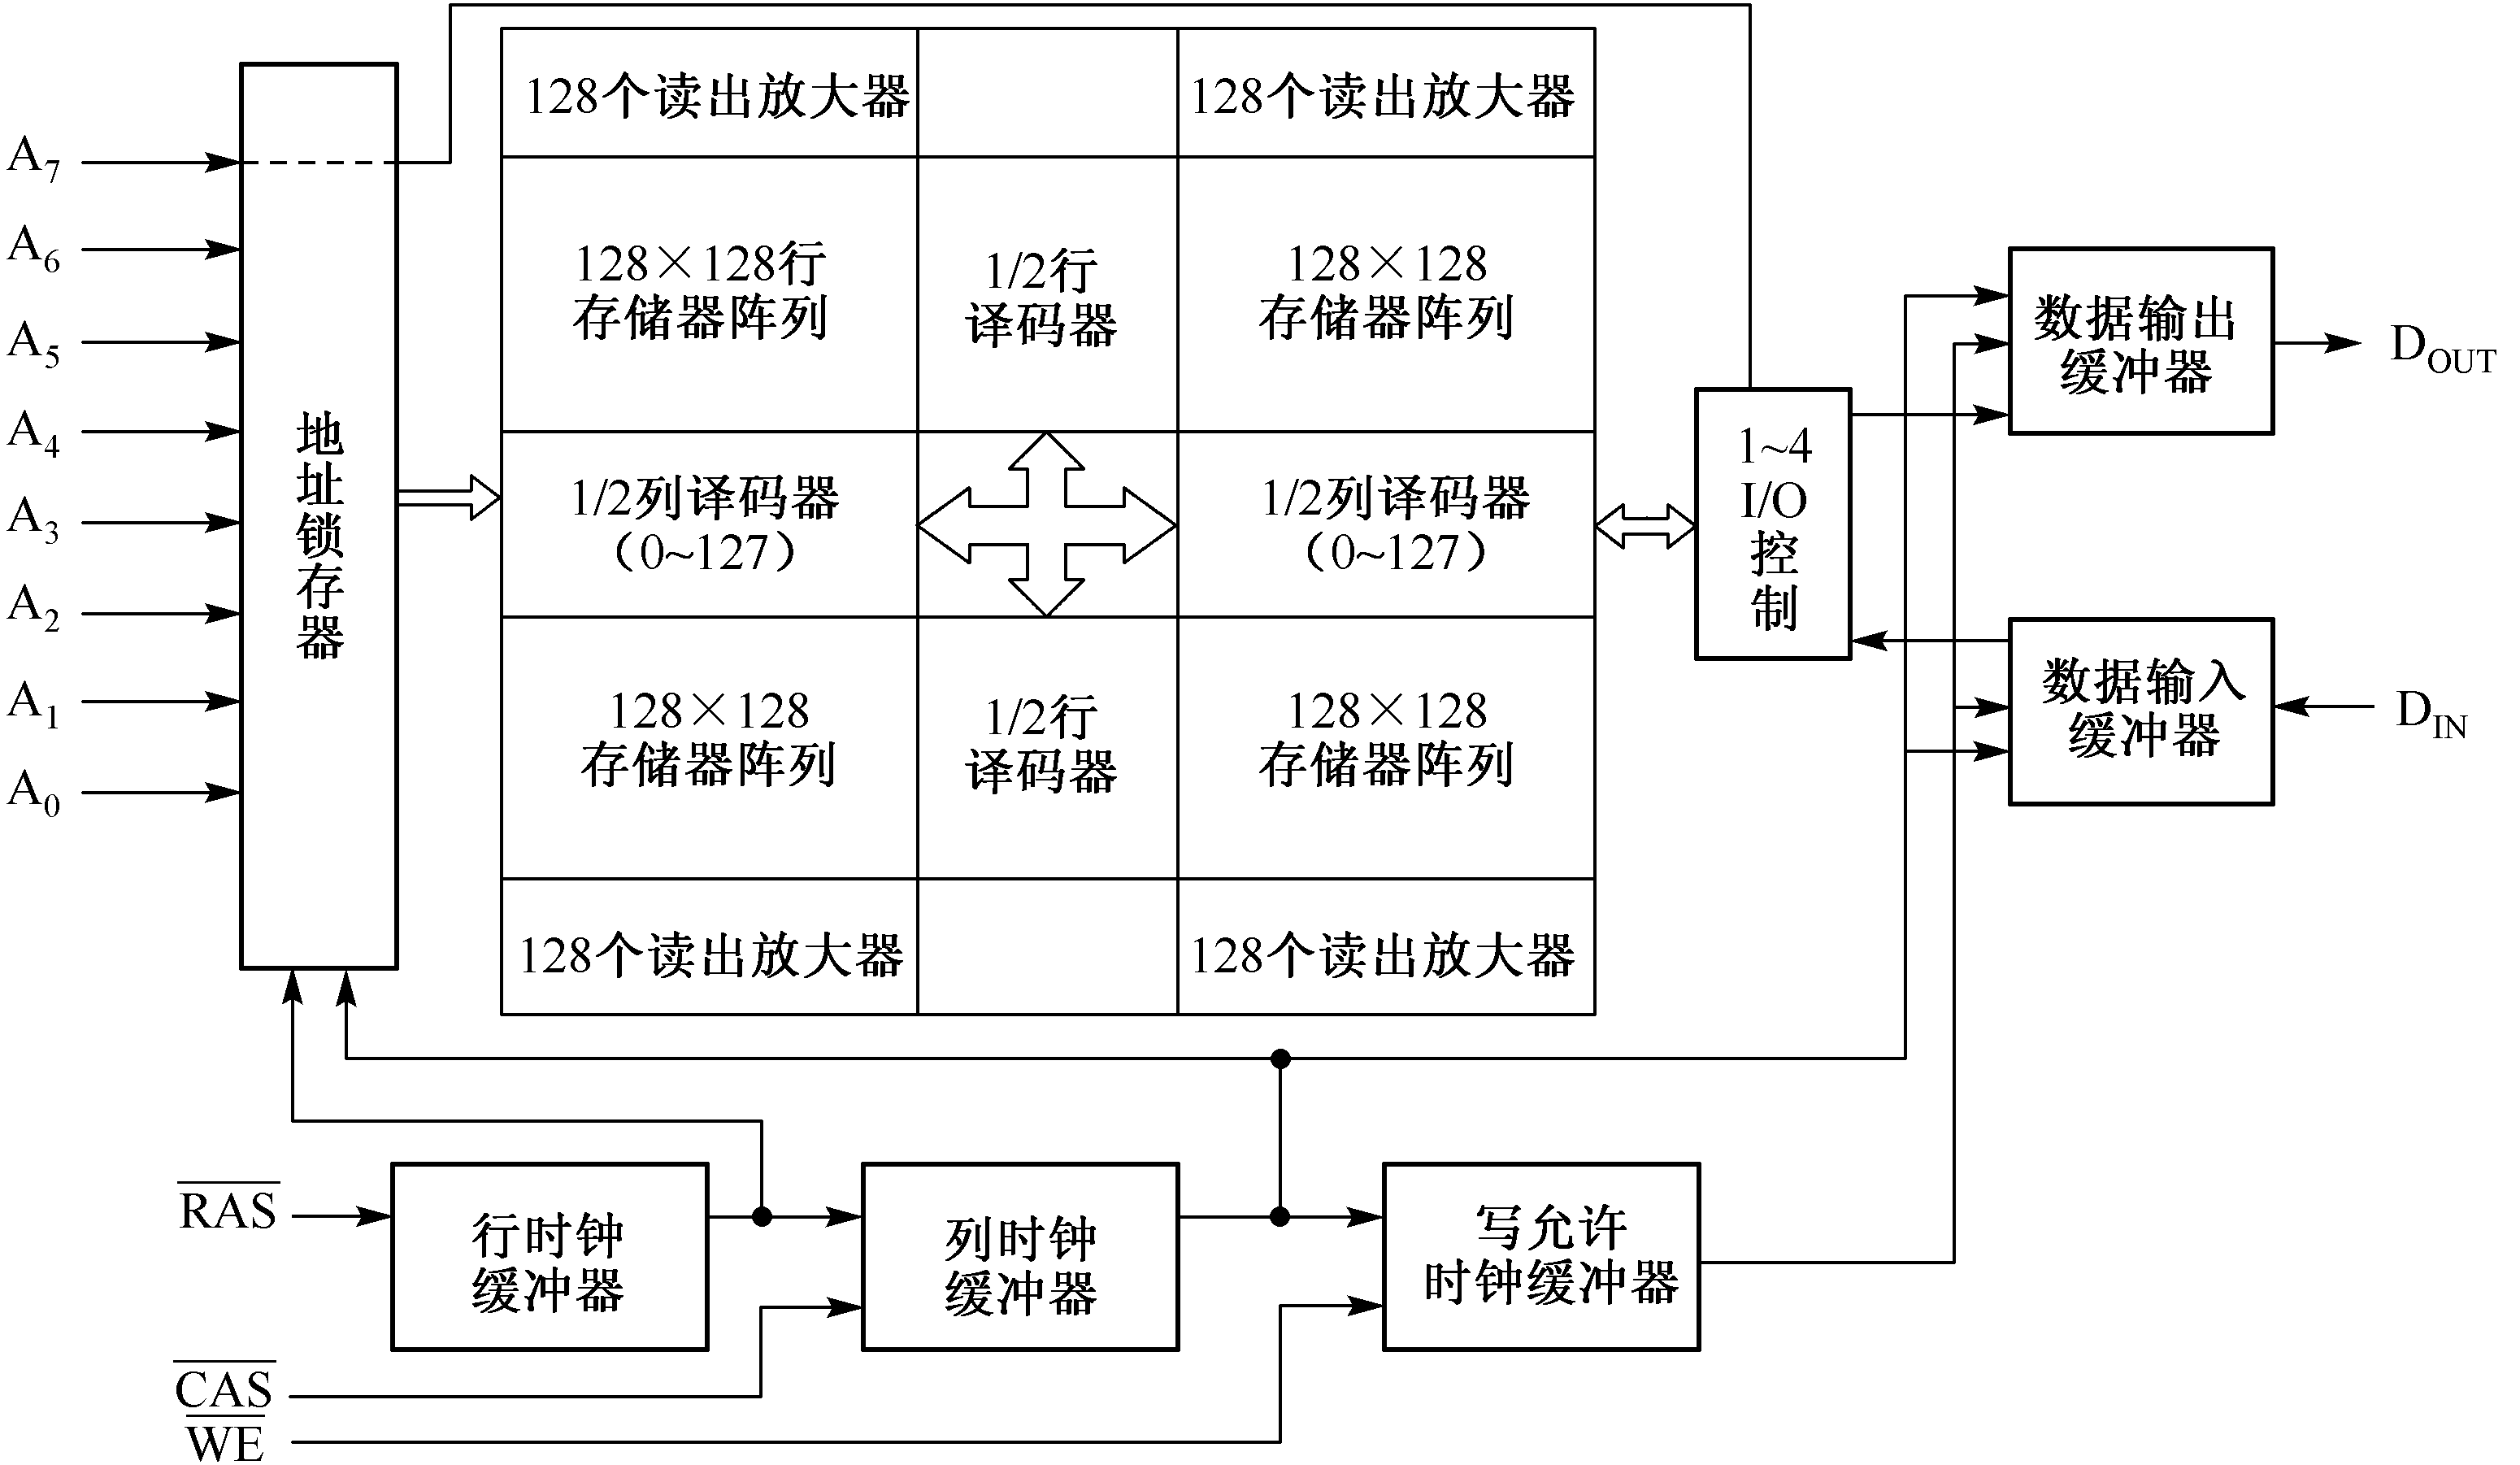 A7
A6
A5
A4
A3
A2
A1
A0
地址锁存器
128个读出放大器
128个读出放大器
128×128行
存储器阵列
1/2行
译码器
128×128
存储器阵列
1/2列译码器
（0~127）
1/2列译码器
（0~127）
128×128
存储器阵列
1/2行
译码器
128×128
存储器阵列
128个读出放大器
128个读出放大器
1~4
I/O
控
制
数据输出
缓冲器
DOUT
数据输入
缓冲器
DIN
RAS
行时钟
缓冲器
列时钟
缓冲器
写允许
时钟缓冲器
CAS
WE